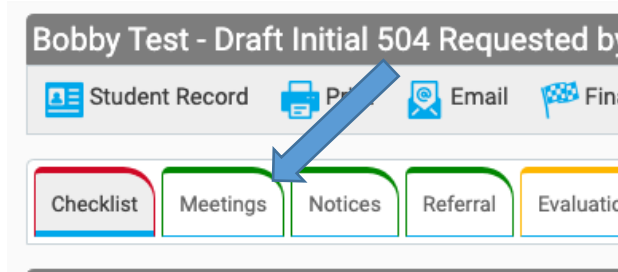 Bobby Test - Draft Initial 504 Requested by
Student Record Email
Checklist Meetings Notices Referral